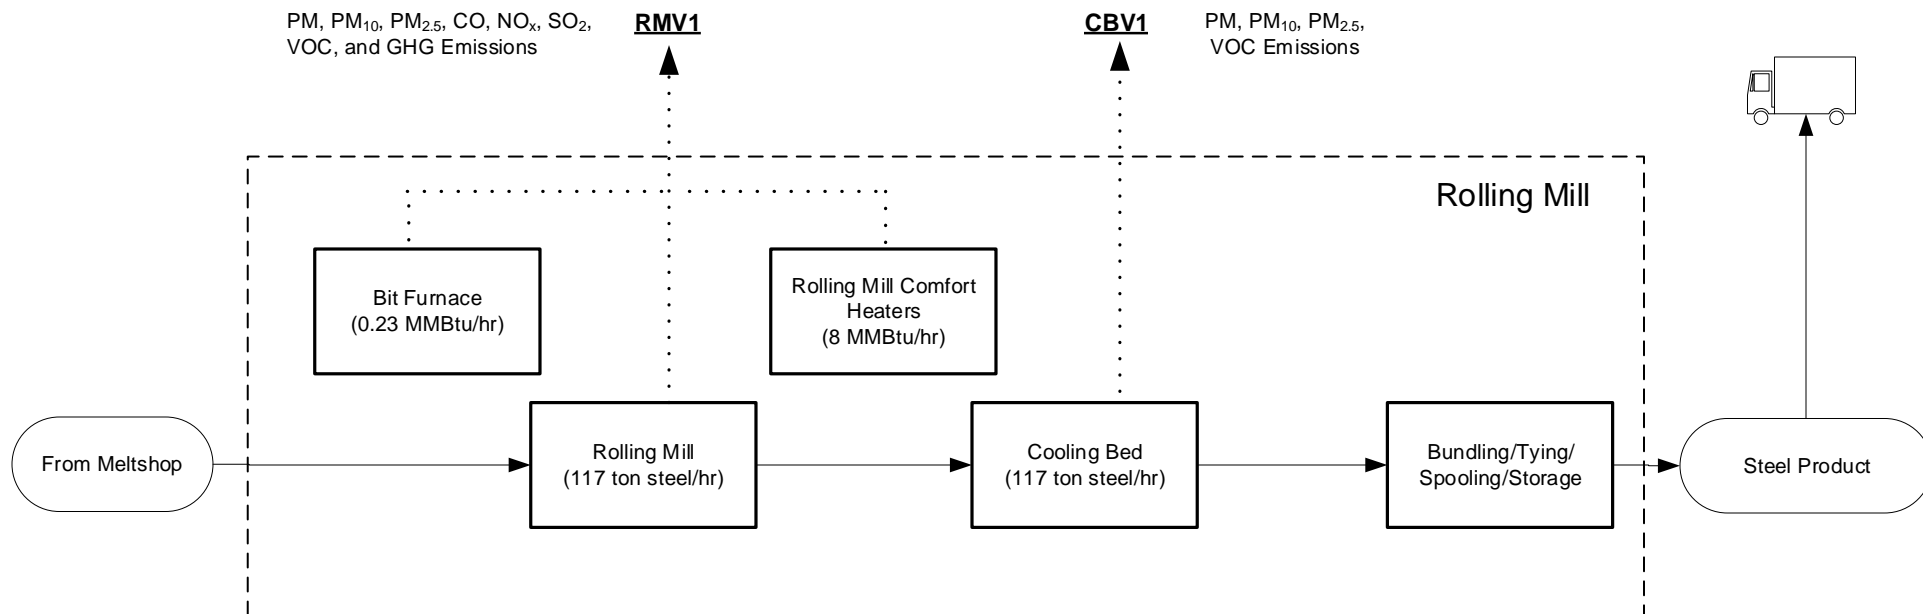 PM, PM₁₀, PM₂.₅, CO, NOₓ, SO₂,
VOC, and GHG Emissions
RMV1
CBV1
PM, PM₁₀, PM₂.₅,
VOC Emissions
Rolling Mill
Bit Furnace
(0.23 MMBtu/hr)
Rolling Mill Comfort
Heaters
(8 MMBtu/hr)
From Meltshop
Rolling Mill
(117 ton steel/hr)
Cooling Bed
(117 ton steel/hr)
Bundling/Tying/
Spooling/Storage
Steel Product